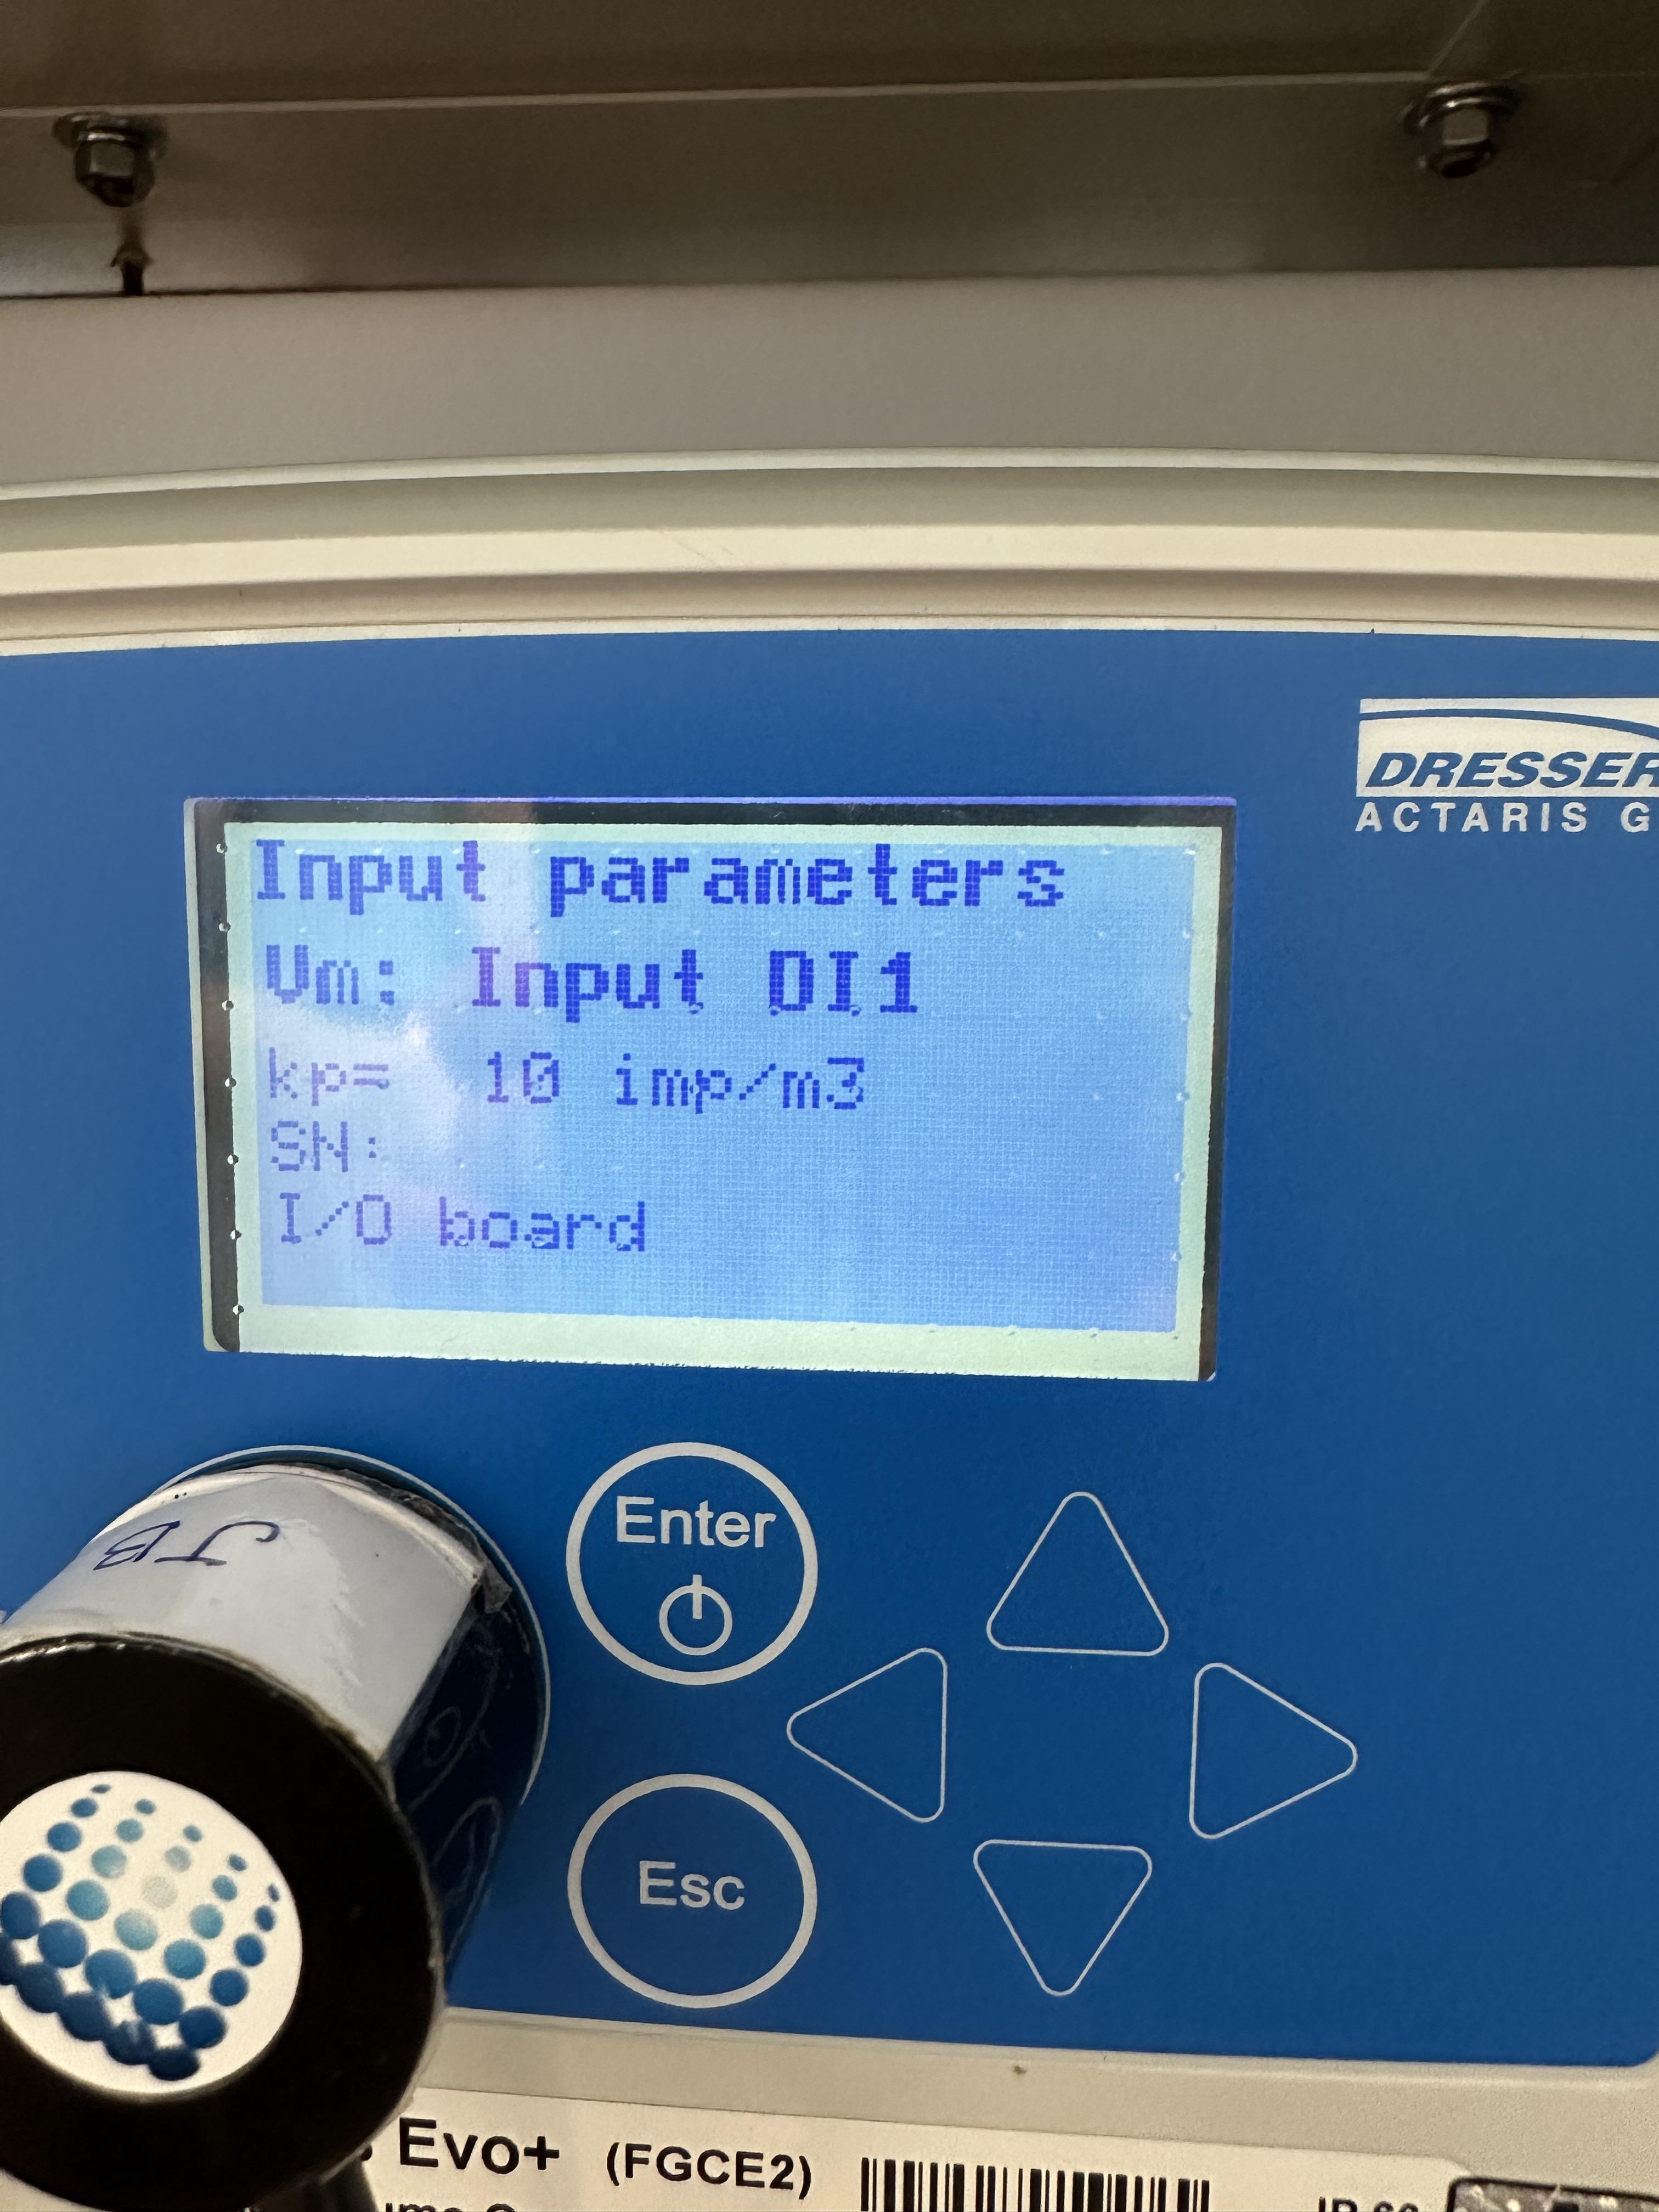 DRESSER
ACTARIS G
Input parameters
Vm: Input DI1
kp= 10 imp/m3
SN:
I/O board
Enter
Esc
JB
Evo+ (FGCE2)